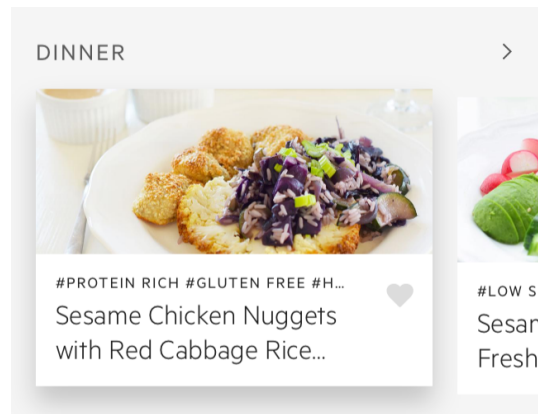 DINNER
#PROTEIN RICH #GLUTEN FREE #H...
Sesame Chicken Nuggets
with Red Cabbage Rice...
#LOW S
Sesar
Fresh